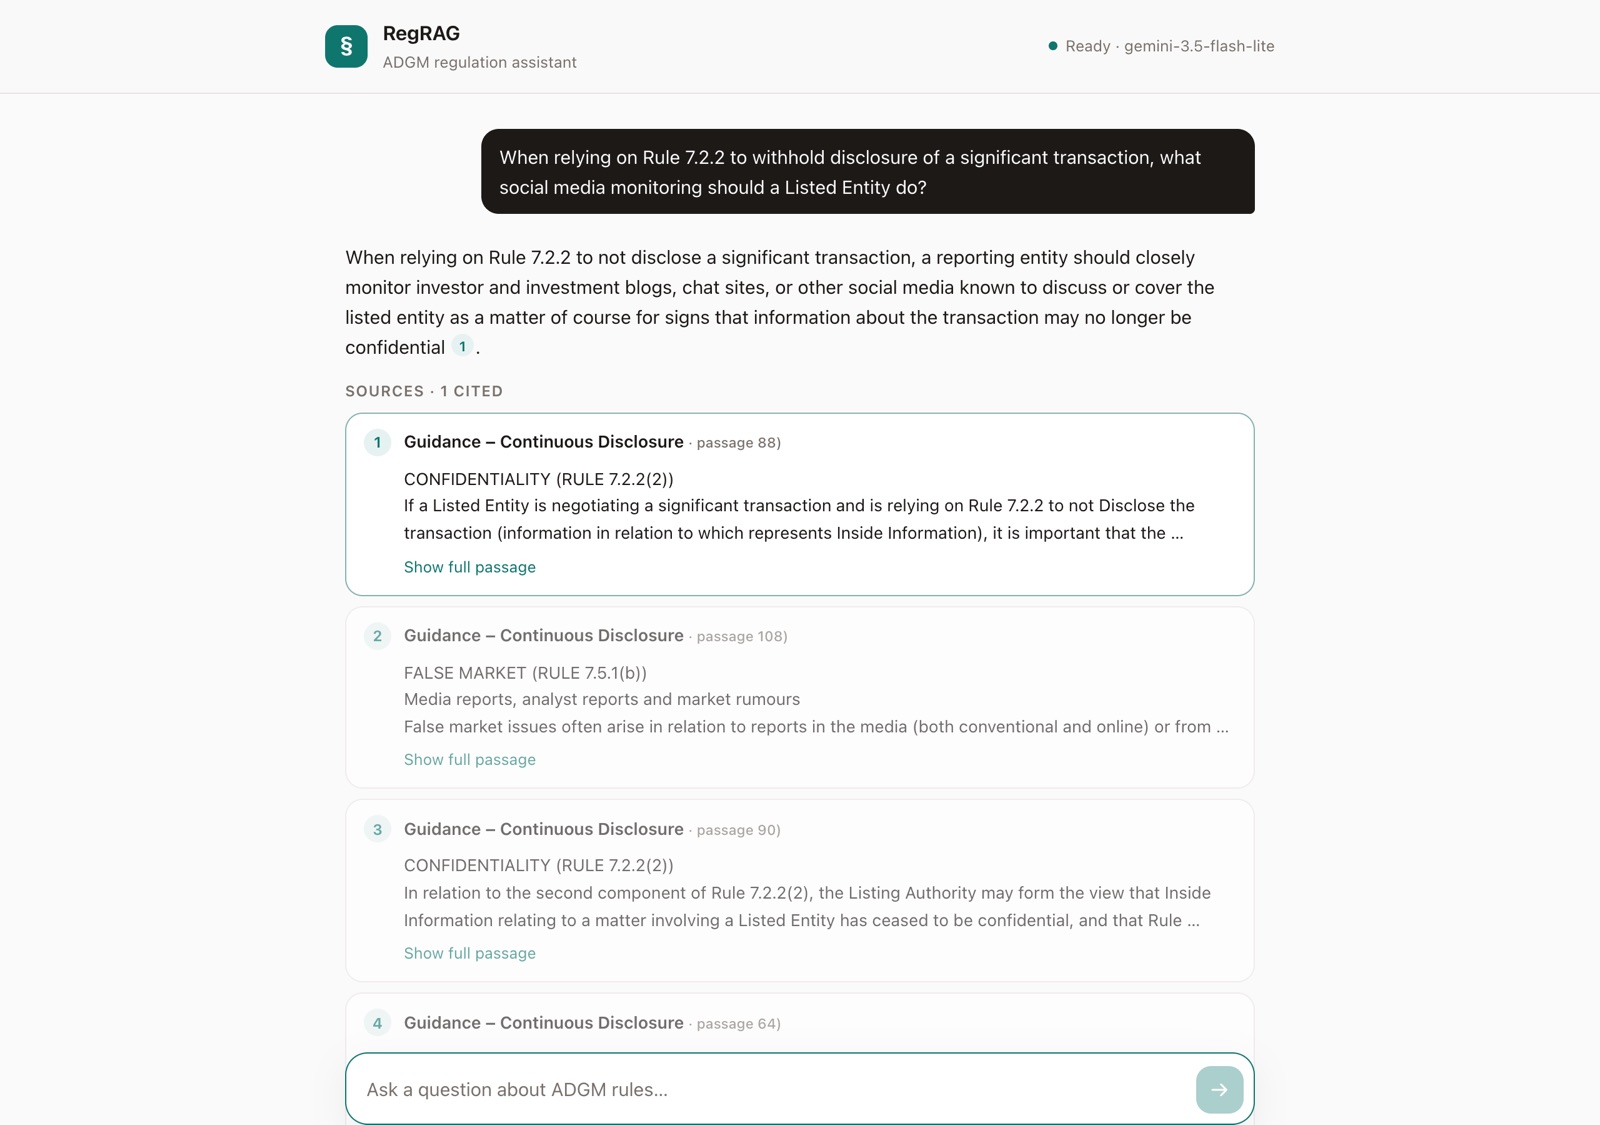 §
RegRAG
ADGM regulation assistant
Ready · gemini-3.5-flash-lite
When relying on Rule 7.2.2 to withhold disclosure of a significant transaction, what
social media monitoring should a Listed Entity do?
When relying on Rule 7.2.2 to not disclose a significant transaction, a reporting entity should closely
monitor investor and investment blogs, chat sites, or other social media known to discuss or cover the
listed entity as a matter of course for signs that information about the transaction may no longer be
confidential 1 .
SOURCES · 1 CITED
1 Guidance – Continuous Disclosure · passage 88)
CONFIDENTIALITY (RULE 7.2.2(2))
If a Listed Entity is negotiating a significant transaction and is relying on Rule 7.2.2 to not Disclose the
transaction (information in relation to which represents Inside Information), it is important that the ...
Show full passage
2 Guidance – Continuous Disclosure · passage 108)
FALSE MARKET (RULE 7.5.1(b))
Media reports, analyst reports and market rumours
False market issues often arise in relation to reports in the media (both conventional and online) or from ...
Show full passage
3 Guidance – Continuous Disclosure · passage 90)
CONFIDENTIALITY (RULE 7.2.2(2))
In relation to the second component of Rule 7.2.2(2), the Listing Authority may form the view that Inside
Information relating to a matter involving a Listed Entity has ceased to be confidential, and that Rule ...
Show full passage
4 Guidance – Continuous Disclosure · passage 64)
Ask a question about ADGM rules...